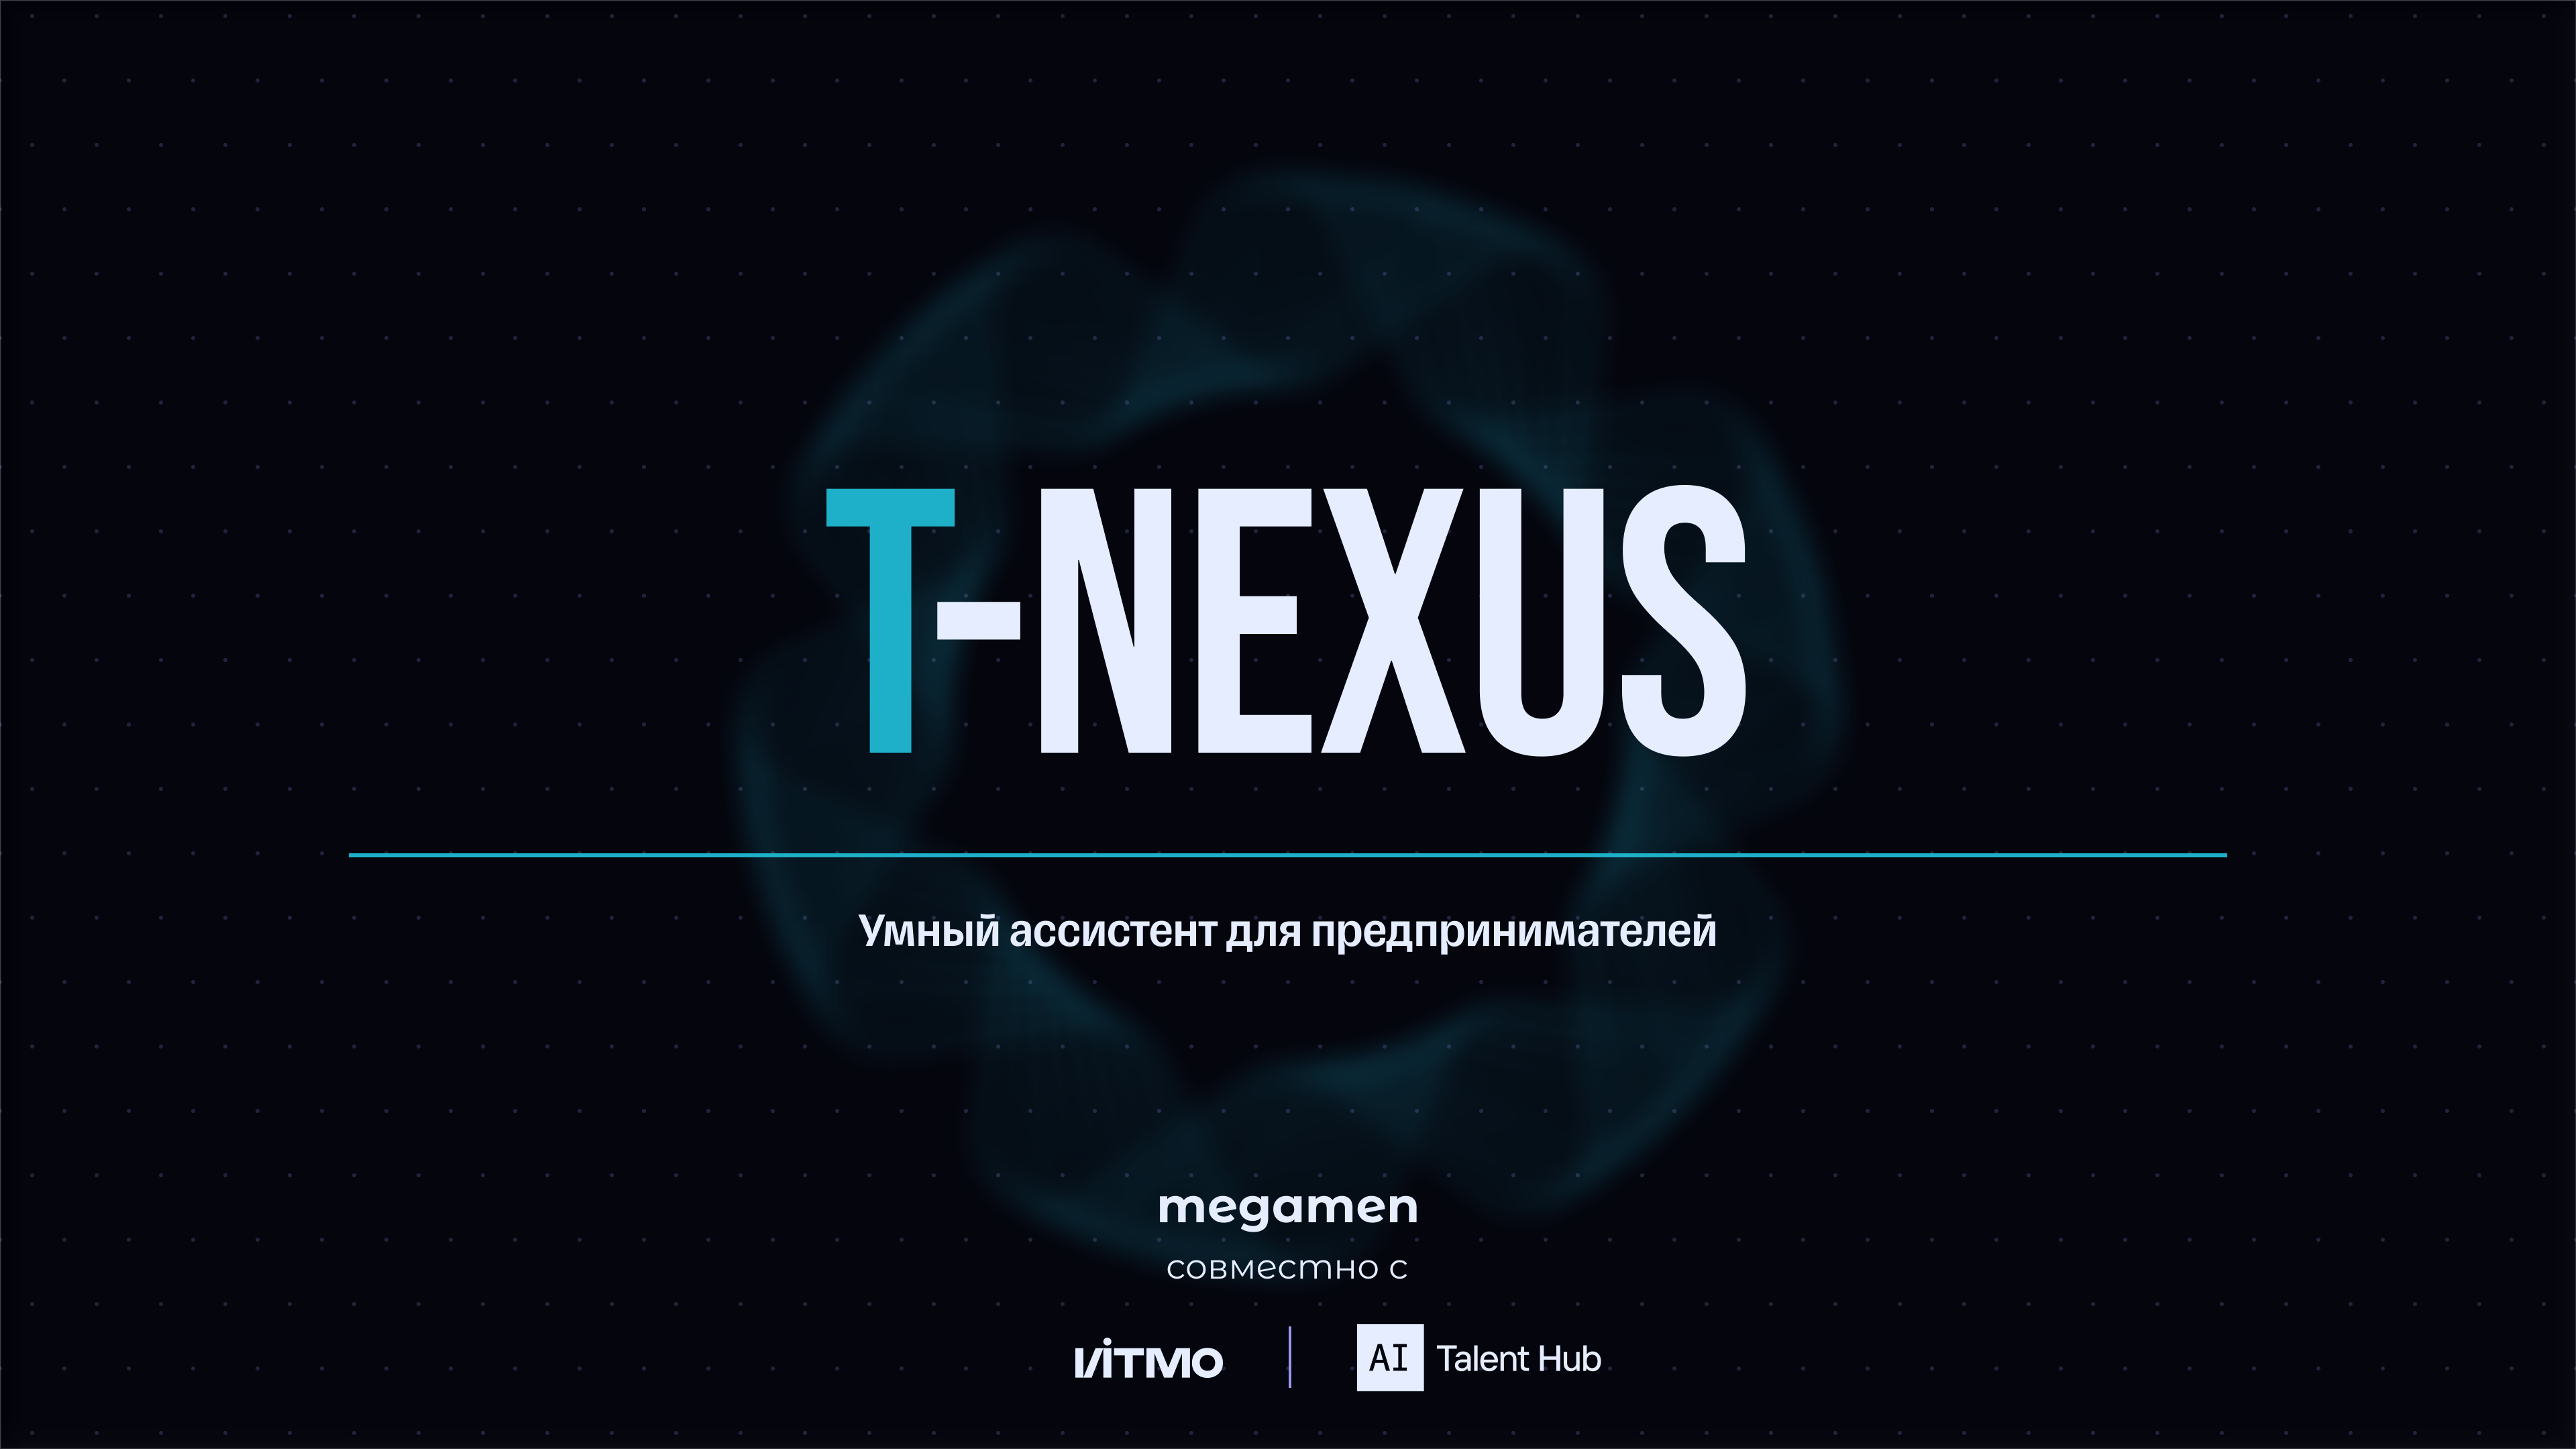 T-NEXUS
Умный ассистент для предпринимателей
megamen
совместно с
ИТМО
AI Talent Hub